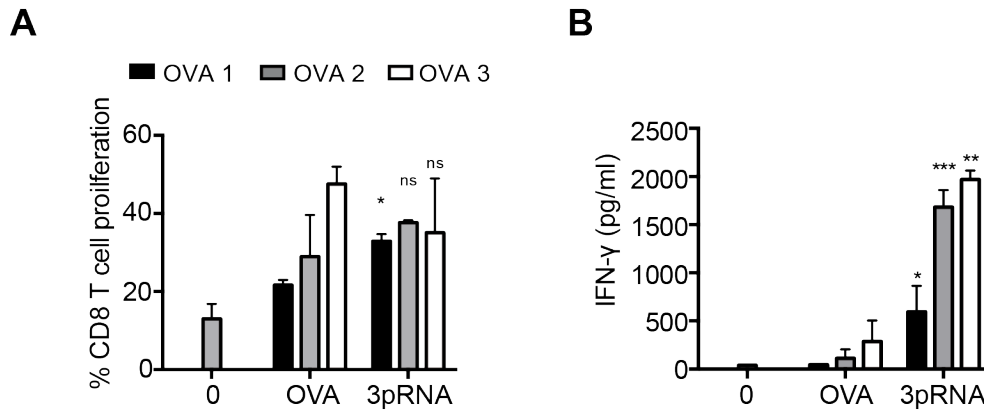 A
B
OVA 1 OVA 2 OVA 3
% CD8 T cell proilferation
60
40
20
0
* ns ns
0 OVA 3pRNA
IFN-γ (pg/ml)
2500
2000
1500
1000
500
0
* *** **
0 OVA 3pRNA